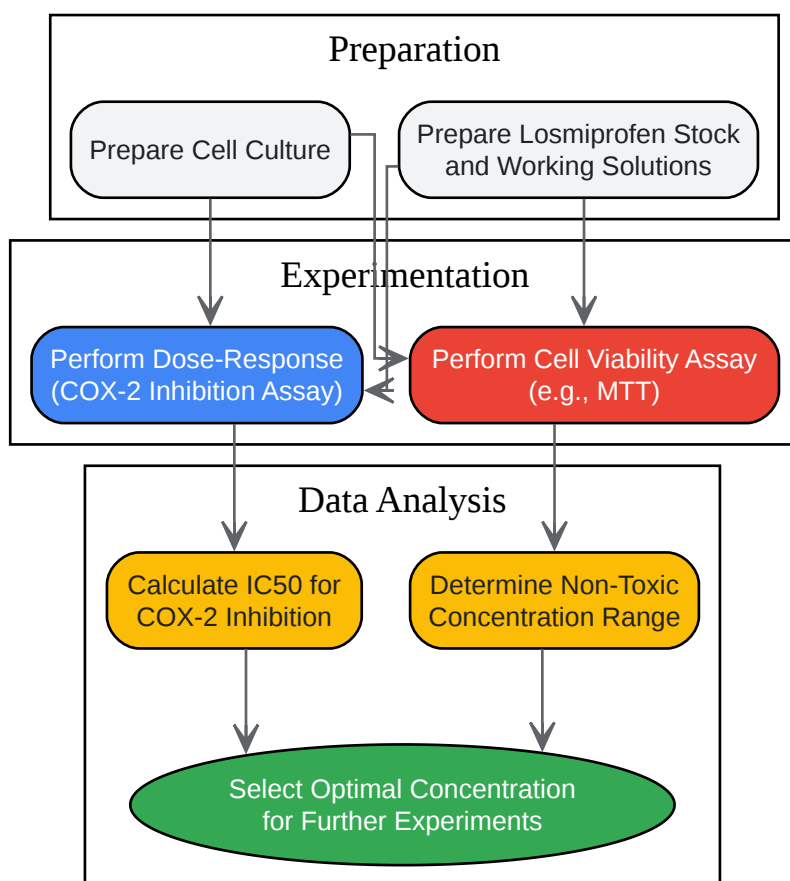 Preparation
Prepare Cell Culture
Prepare Losmiprofen Stock
and Working Solutions
Experimentation
Perform Dose-Response
(COX-2 Inhibition Assay)
Perform Cell Viability Assay
(e.g., MTT)
Data Analysis
Calculate IC50 for
COX-2 Inhibition
Determine Non-Toxic
Concentration Range
Select Optimal Concentration
for Further Experiments